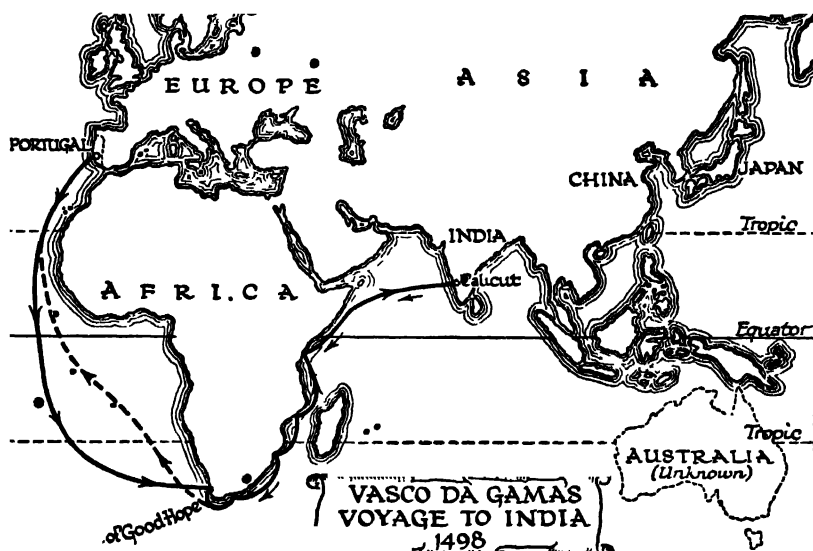 EUROPE
ASIA
PORTUGAL
CHINA
JAPAN
Tropic
INDIA
Calicut
AFRICA
Equator
Tropic
AUSTRALIA
(Unknown)
of Good Hope
VASCO DA GAMAS
VOYAGE TO INDIA
1498